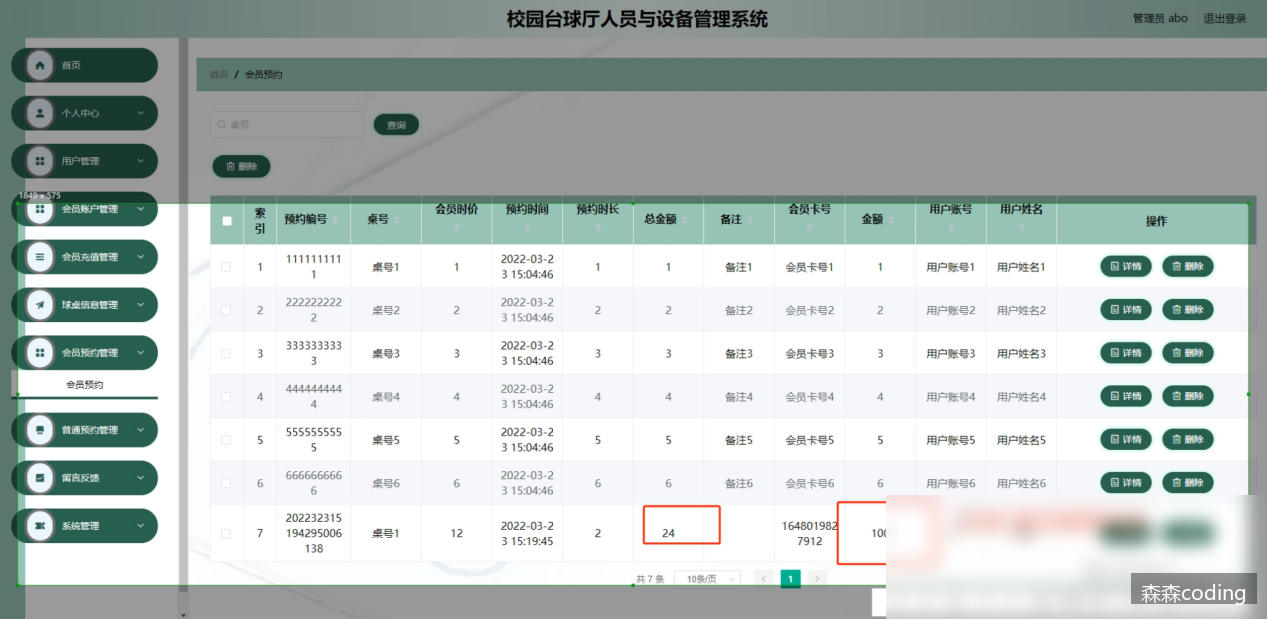 校园台球厅人员与设备管理系统
管理员 abo 退出登录
首页
个人中心
用户管理
1849 x 575
会员账户管理
会员充值管理
球桌信息管理
会员预约管理
会员预约
普通预约管理
留言反馈
系统管理
首页 / 会员预约
桌号 查询
删除
索引 预约编号 桌号 会员时价 预约时间 预约时长 总金额 备注 会员卡号 金额 用户账号 用户姓名 操作
1 1111111111 桌号1 1 2022-03-23 15:04:46 1 1 备注1 会员卡号1 1 用户账号1 用户姓名1 详情 删除
2 2222222222 桌号2 2 2022-03-23 15:04:46 2 2 备注2 会员卡号2 2 用户账号2 用户姓名2 详情 删除
3 3333333333 桌号3 3 2022-03-23 15:04:46 3 3 备注3 会员卡号3 3 用户账号3 用户姓名3 详情 删除
4 4444444444 桌号4 4 2022-03-23 15:04:46 4 4 备注4 会员卡号4 4 用户账号4 用户姓名4 详情 删除
5 5555555555 桌号5 5 2022-03-23 15:04:46 5 5 备注5 会员卡号5 5 用户账号5 用户姓名5 详情 删除
6 6666666666 桌号6 6 2022-03-23 15:04:46 6 6 备注6 会员卡号6 6 用户账号6 用户姓名6 详情 删除
7 202232315194295006138 桌号1 12 2022-03-23 15:19:45 2 24 1648019827912
共 7 条 10条/页 1
森森coding